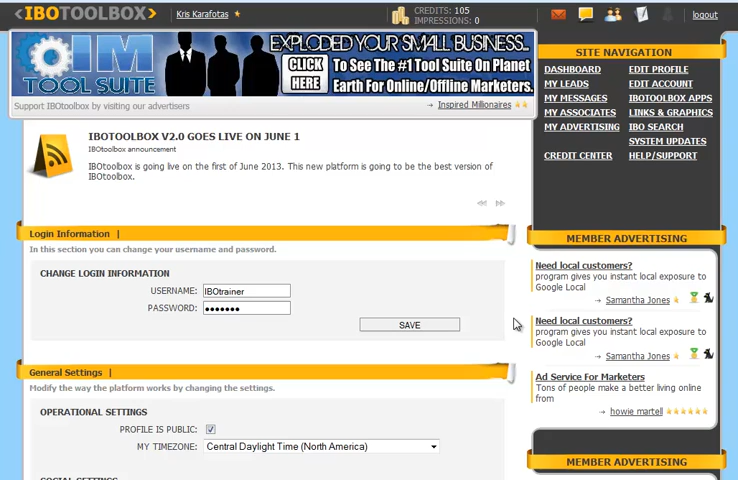 IBOTOOLBOX
Kris Karafotas
CREDITS: 105
IMPRESSIONS: 0
logout
IM
TOOL SUITE
EXPLODED YOUR SMALL BUSINESS...
CLICK
HERE
To See The #1 Tool Suite On Planet
Earth For Online/Offline Marketers.
Support IBOtoolbox by visiting our advertisers
→ Inspired Millionaires
SITE NAVIGATION
DASHBOARD
EDIT PROFILE
MY LEADS
EDIT ACCOUNT
MY MESSAGES
IBOTOOLBOX APPS
MY ASSOCIATES
LINKS & GRAPHICS
MY ADVERTISING
IBO SEARCH
SYSTEM UPDATES
CREDIT CENTER
HELP/SUPPORT
IBOTOOLBOX V2.0 GOES LIVE ON JUNE 1
IBOtoolbox announcement
IBOtoolbox is going live on the first of June 2013. This new platform is going to be the best version of
IBOtoolbox.
Login Information |
In this section you can change your username and password.
CHANGE LOGIN INFORMATION
USERNAME: IBOtrainer
PASSWORD: •••••••
SAVE
General Settings |
Modify the way the platform works by changing the settings.
OPERATIONAL SETTINGS
PROFILE IS PUBLIC:
MY TIMEZONE: Central Daylight Time (North America)
SOCIAL SETTINGS
MEMBER ADVERTISING
Need local customers?
program gives you instant local exposure to
Google Local
→ Samantha Jones
Need local customers?
program gives you instant local exposure to
Google Local
→ Samantha Jones
Ad Service For Marketers
Tons of people make a better living online
from
→ howie martell
MEMBER ADVERTISING